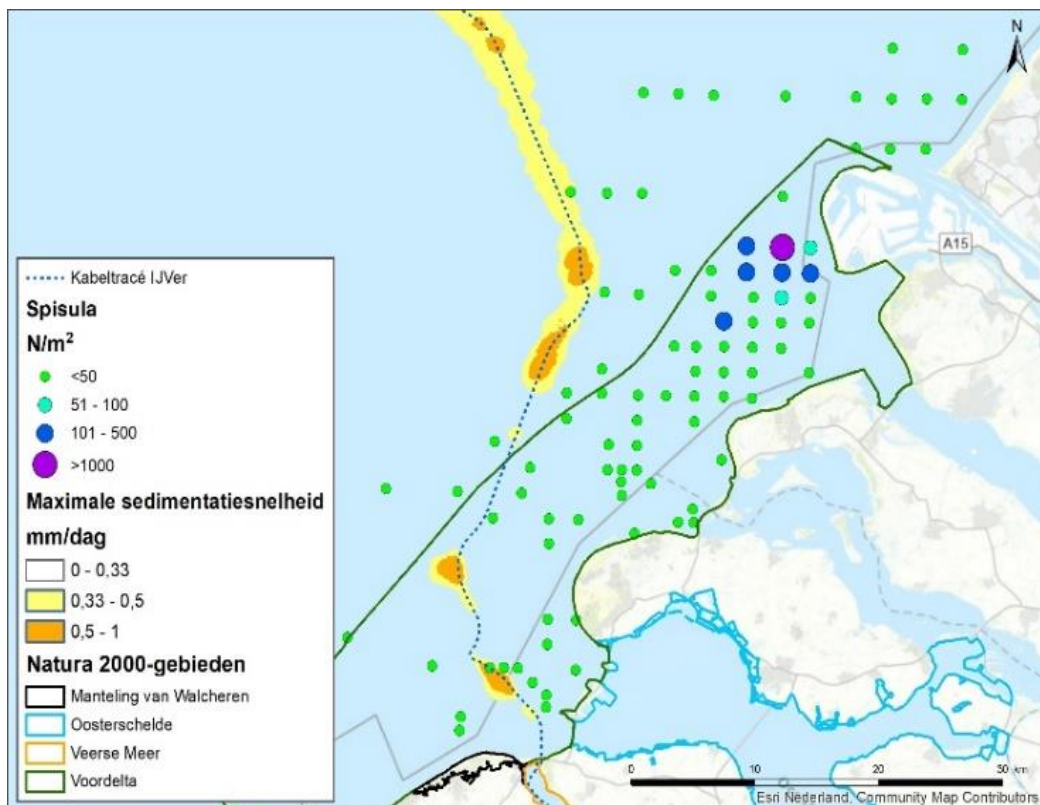 N
A15
Kabeltracé IJVer
Spisula
N/m²
<50
51 - 100
101 - 500
>1000
Maximale sedimentatiesnelheid
mm/dag
0 - 0,33
0,33 - 0,5
0,5 - 1
Natura 2000-gebieden
Manteling van Walcheren
Oosterschelde
Veerse Meer
Voordelta
0 10 20 30 km
Esri Nederland, Community Map Contributors